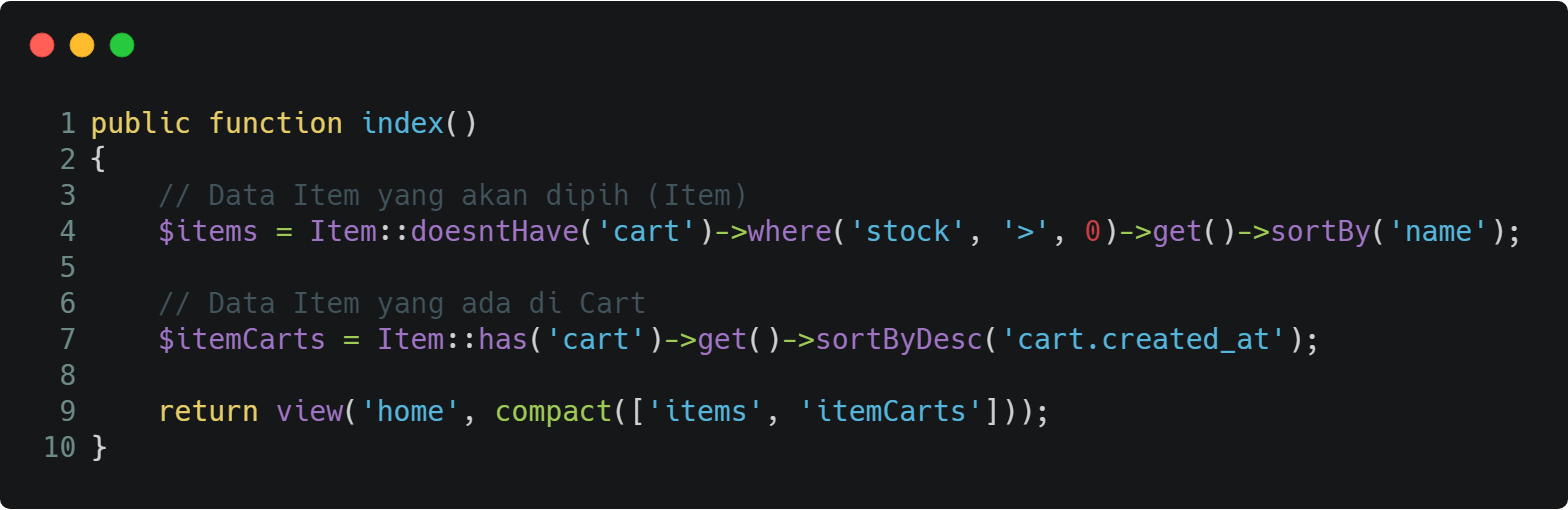 1 public function index()
2 {
3     // Data Item yang akan dipih (Item)
4     $items = Item::doesntHave('cart')->where('stock', '>', 0)->get()->sortBy('name');
5
6     // Data Item yang ada di Cart
7     $itemCarts = Item::has('cart')->get()->sortByDesc('cart.created_at');
8
9     return view('home', compact(['items', 'itemCarts']));
10 }